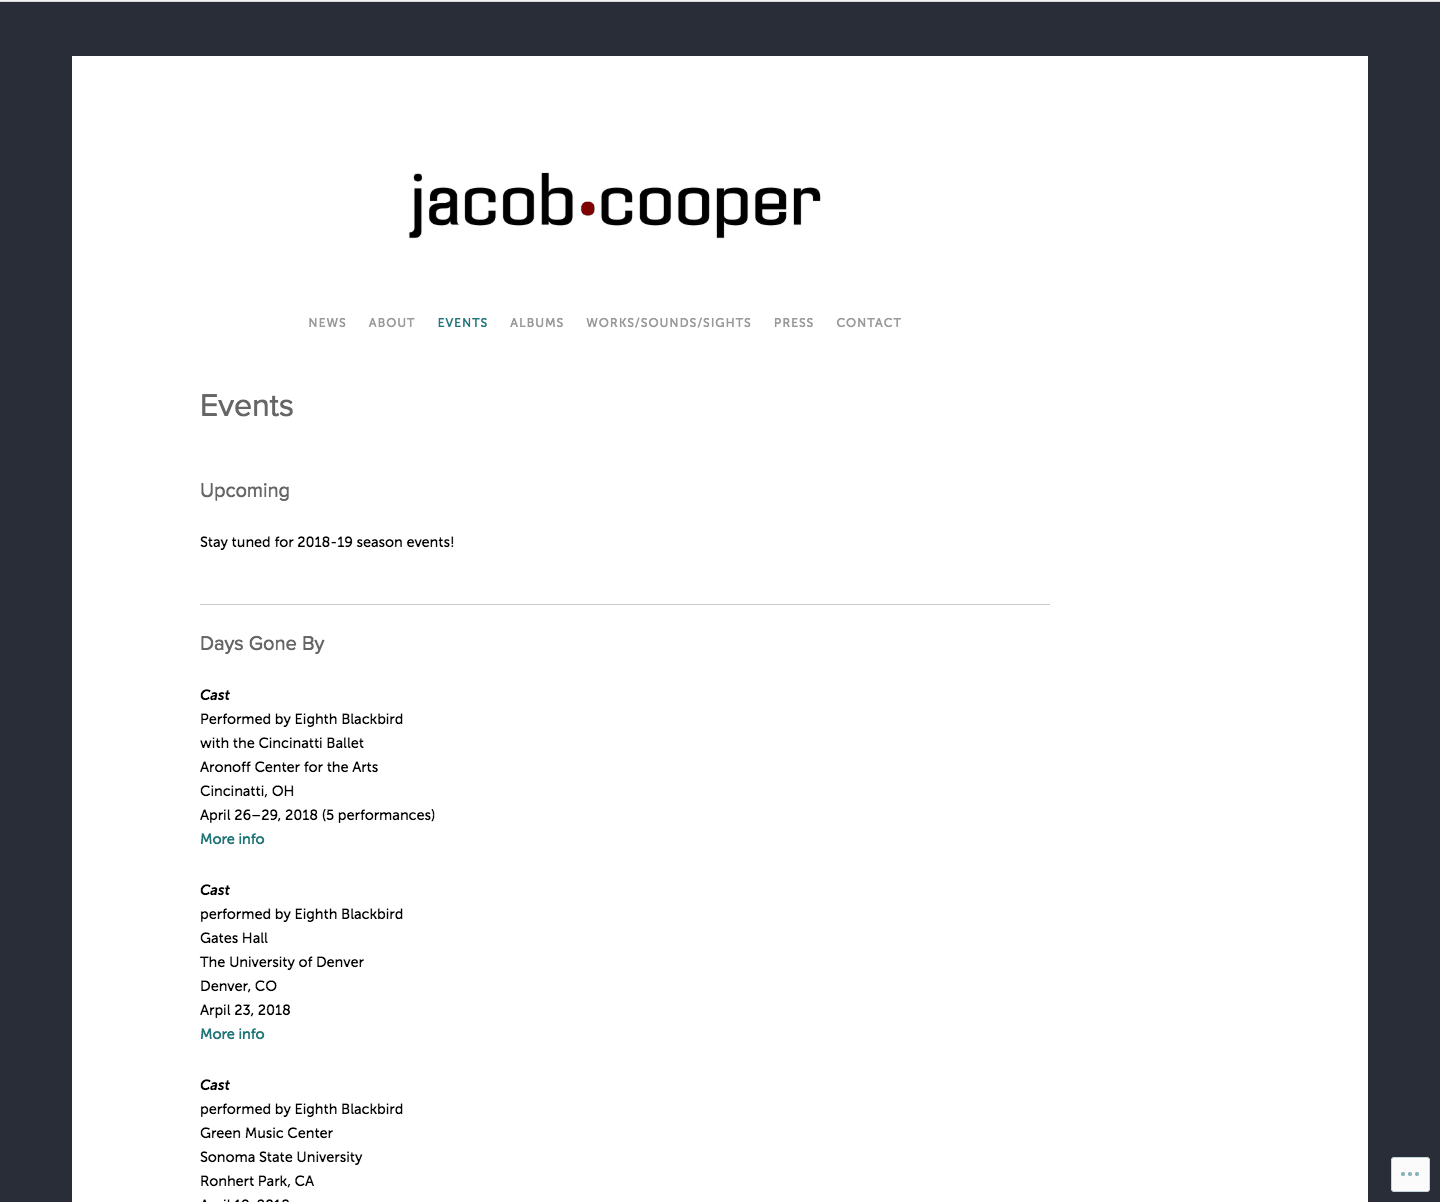 jacob•cooper
NEWS ABOUT EVENTS ALBUMS WORKS/SOUNDS/SIGHTS PRESS CONTACT
Events
Upcoming
Stay tuned for 2018-19 season events!
Days Gone By
Cast
Performed by Eighth Blackbird
with the Cincinatti Ballet
Aronoff Center for the Arts
Cincinatti, OH
April 26–29, 2018 (5 performances)
More info
Cast
performed by Eighth Blackbird
Gates Hall
The University of Denver
Denver, CO
Arpil 23, 2018
More info
Cast
performed by Eighth Blackbird
Green Music Center
Sonoma State University
Ronhert Park, CA